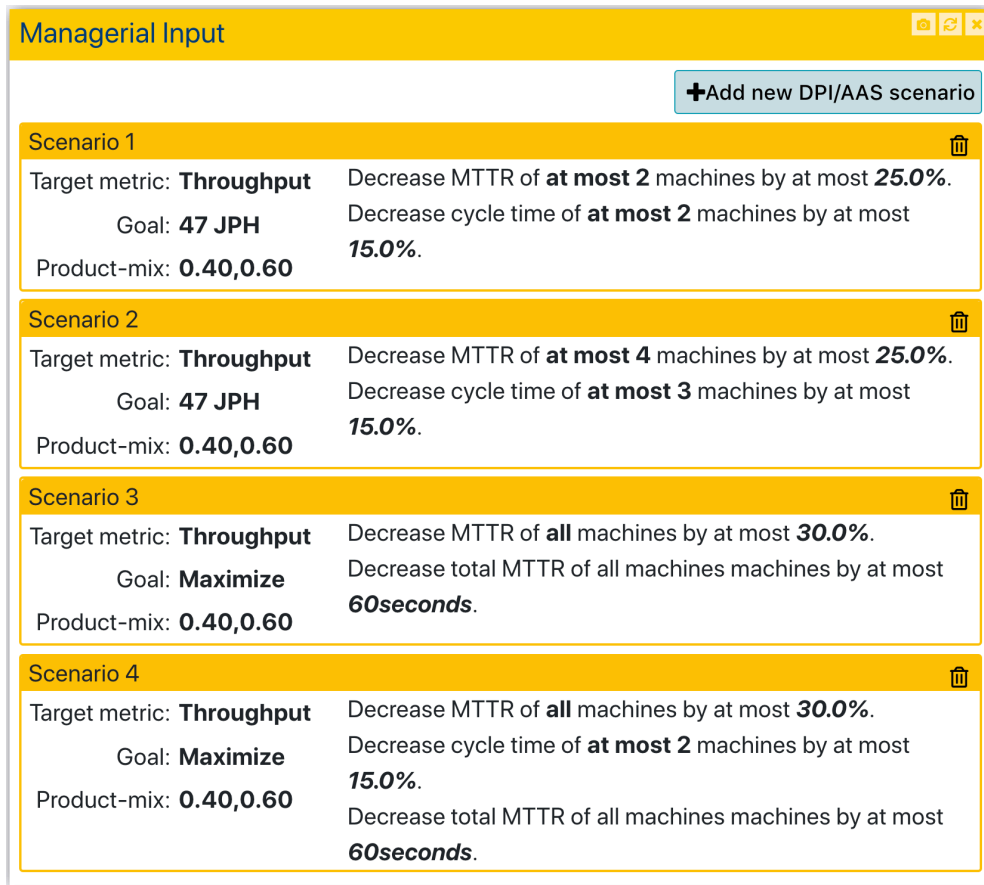 Managerial Input
+Add new DPI/AAS scenario
Scenario 1
Target metric: Throughput
Goal: 47 JPH
Product-mix: 0.40,0.60
Decrease MTTR of at most 2 machines by at most 25.0%.
Decrease cycle time of at most 2 machines by at most
15.0%.
Scenario 2
Target metric: Throughput
Goal: 47 JPH
Product-mix: 0.40,0.60
Decrease MTTR of at most 4 machines by at most 25.0%.
Decrease cycle time of at most 3 machines by at most
15.0%.
Scenario 3
Target metric: Throughput
Goal: Maximize
Product-mix: 0.40,0.60
Decrease MTTR of all machines by at most 30.0%.
Decrease total MTTR of all machines machines by at most
60seconds.
Scenario 4
Target metric: Throughput
Goal: Maximize
Product-mix: 0.40,0.60
Decrease MTTR of all machines by at most 30.0%.
Decrease cycle time of at most 2 machines by at most
15.0%.
Decrease total MTTR of all machines machines by at most
60seconds.